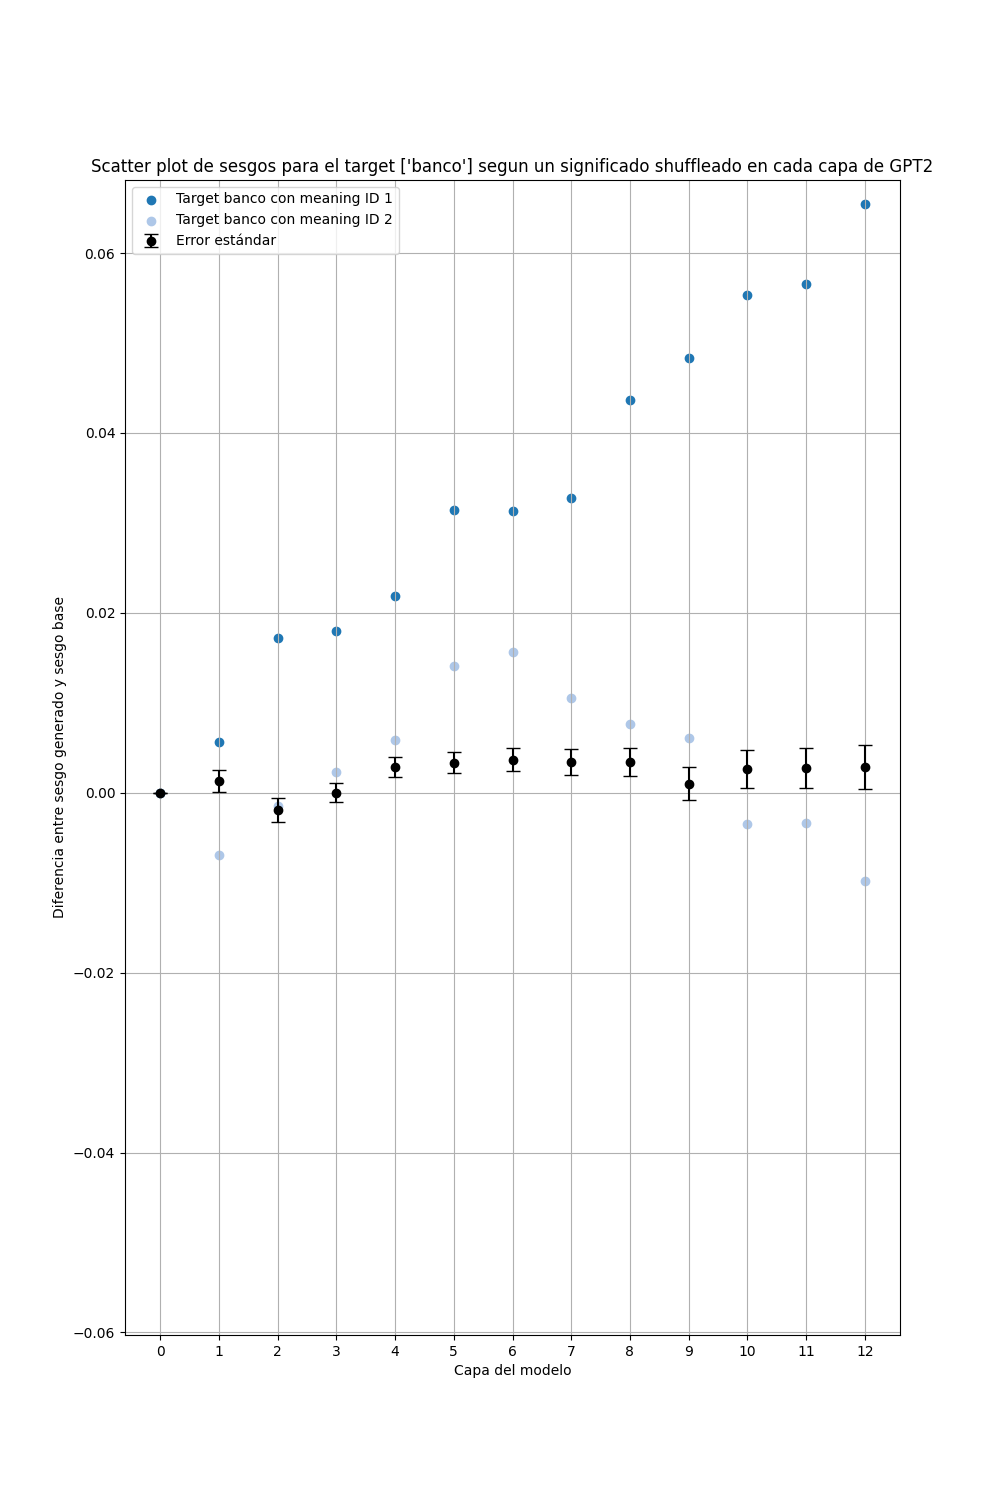 Scatter plot de sesgos para el target ['banco'] segun un significado shuffleado en cada capa de GPT2
Target banco con meaning ID 1
Target banco con meaning ID 2
Error estándar
0.06
0.04
0.02
0.00
−0.02
−0.04
−0.06
Diferencia entre sesgo generado y sesgo base
0 1 2 3 4 5 6 7 8 9 10 11 12
Capa del modelo